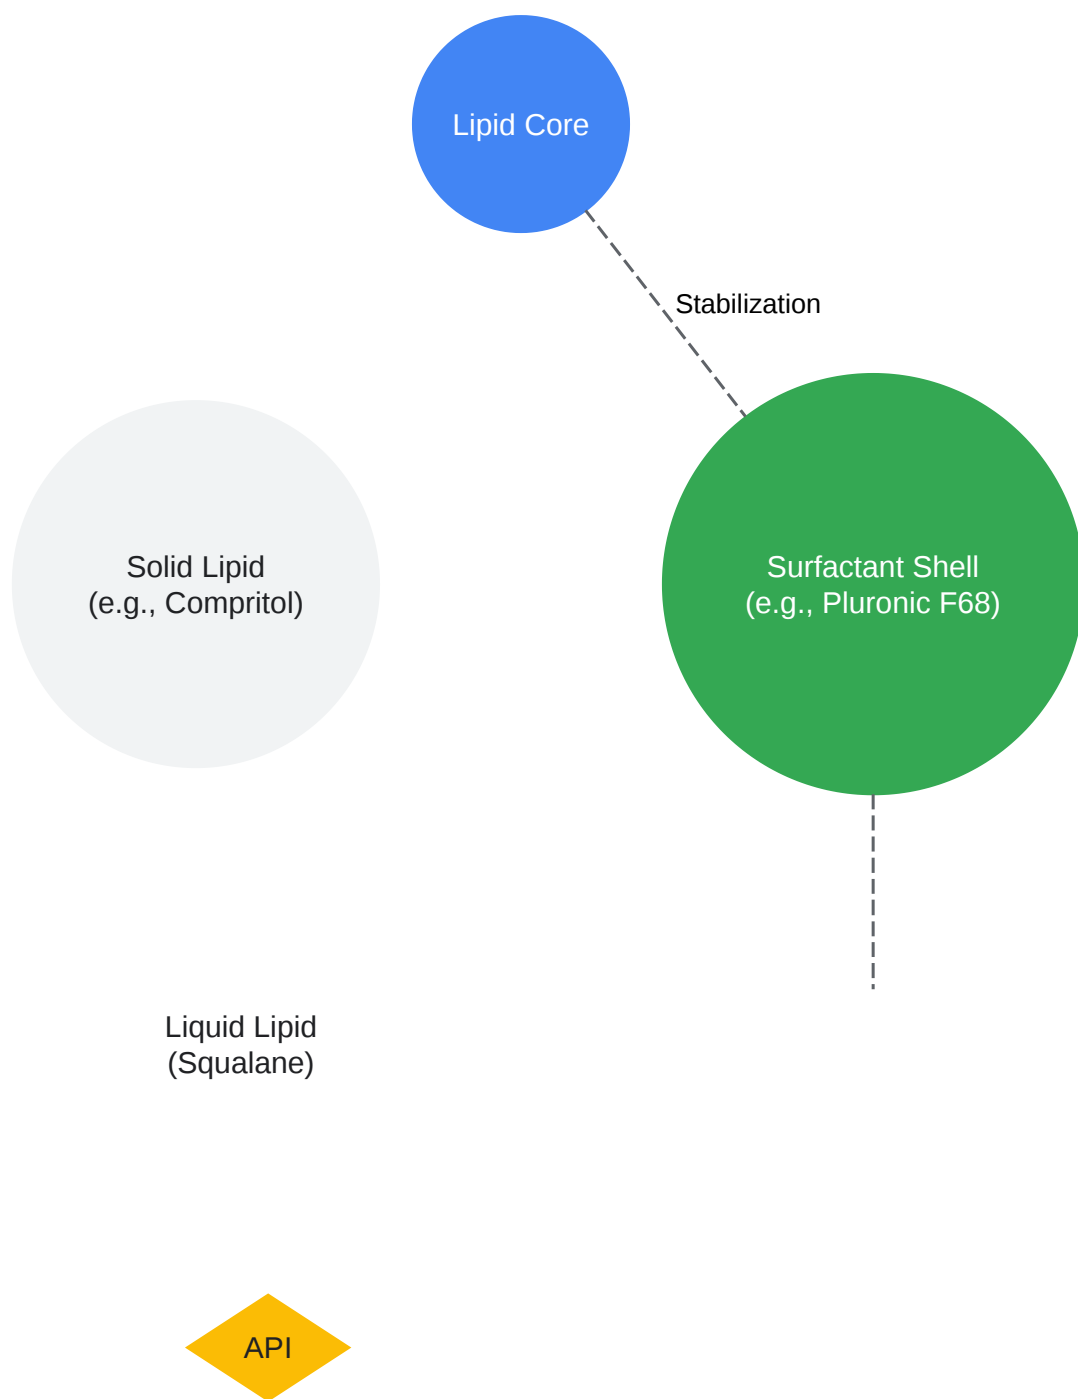 Lipid Core
Stabilization
Solid Lipid
(e.g., Compritol)
Surfactant Shell
(e.g., Pluronic F68)
Liquid Lipid
(Squalane)
API